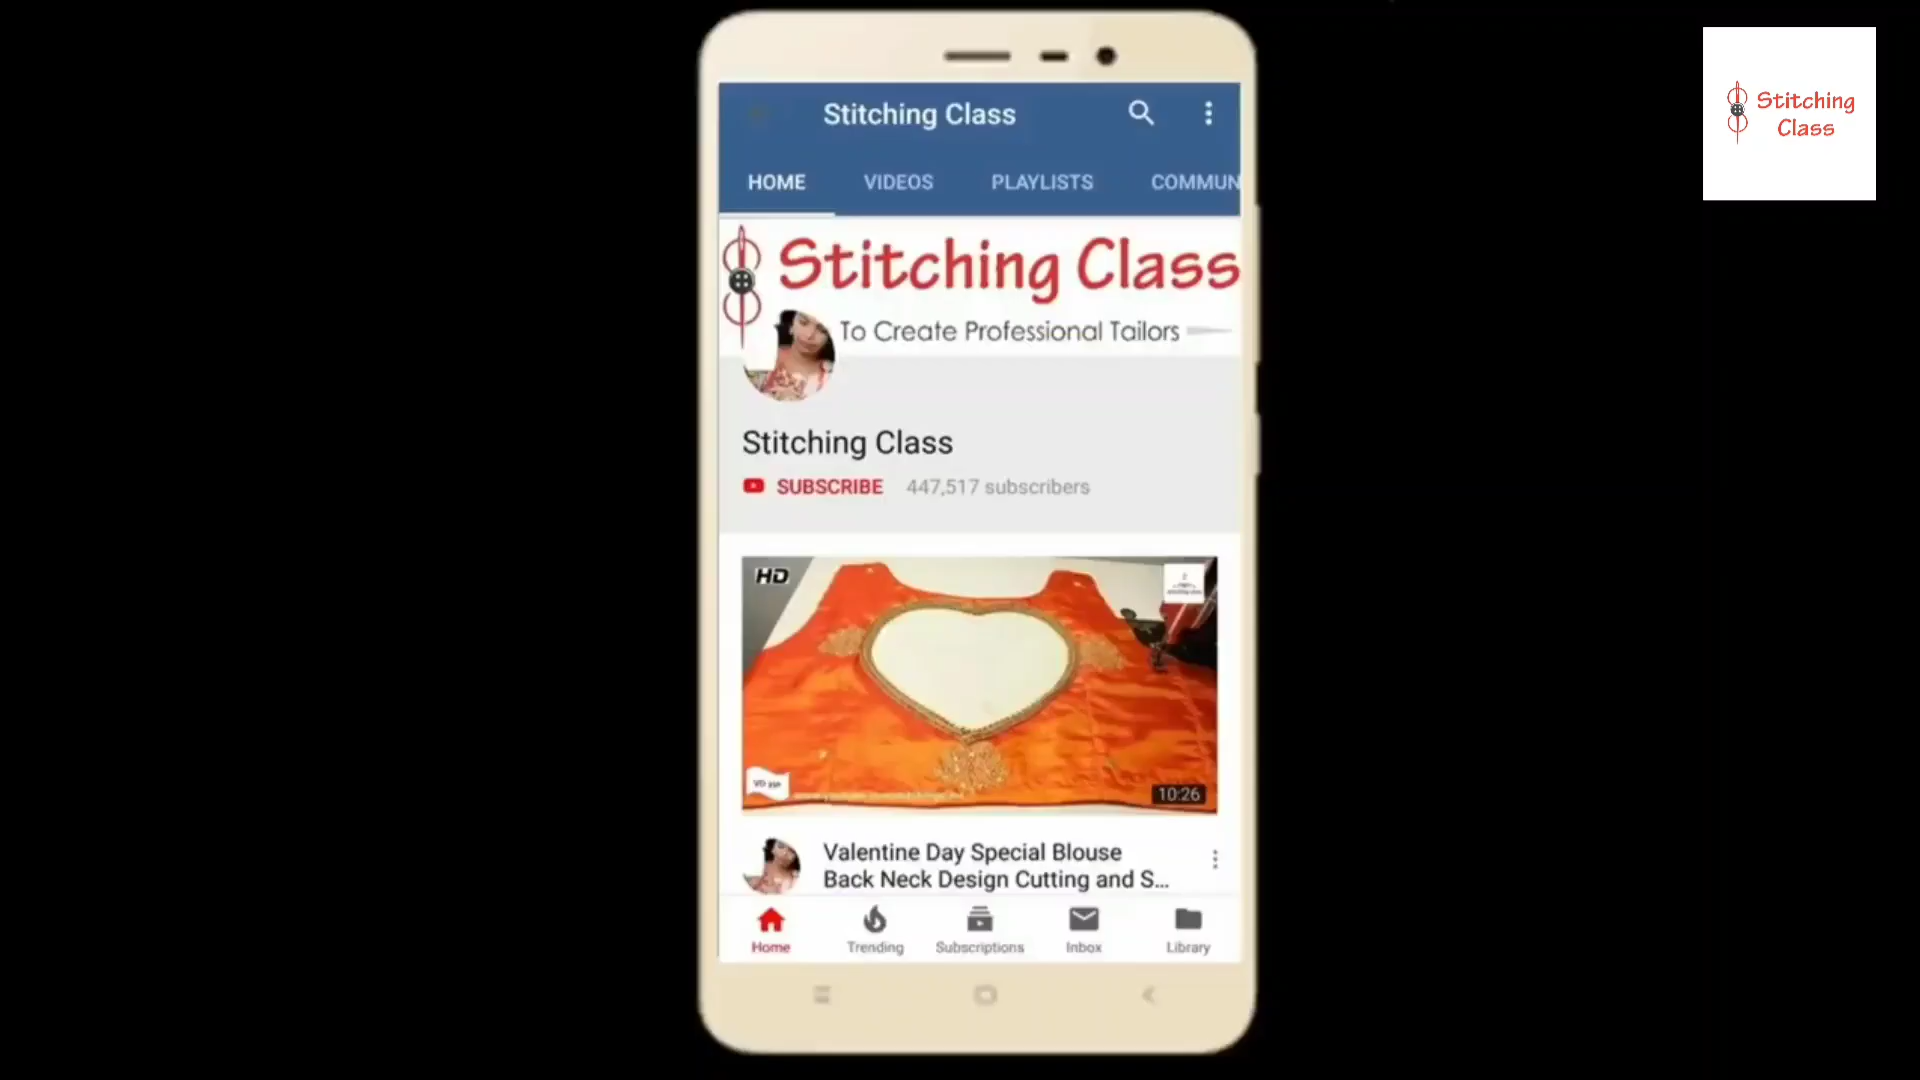 Stitching Class
HOME VIDEOS PLAYLISTS COMMUN
Stitching Class
To Create Professional Tailors
Stitching Class
SUBSCRIBE 447,517 subscribers
HD
10:26
Valentine Day Special Blouse
Back Neck Design Cutting and S...
Home Trending Subscriptions Inbox Library
Stitching
Class